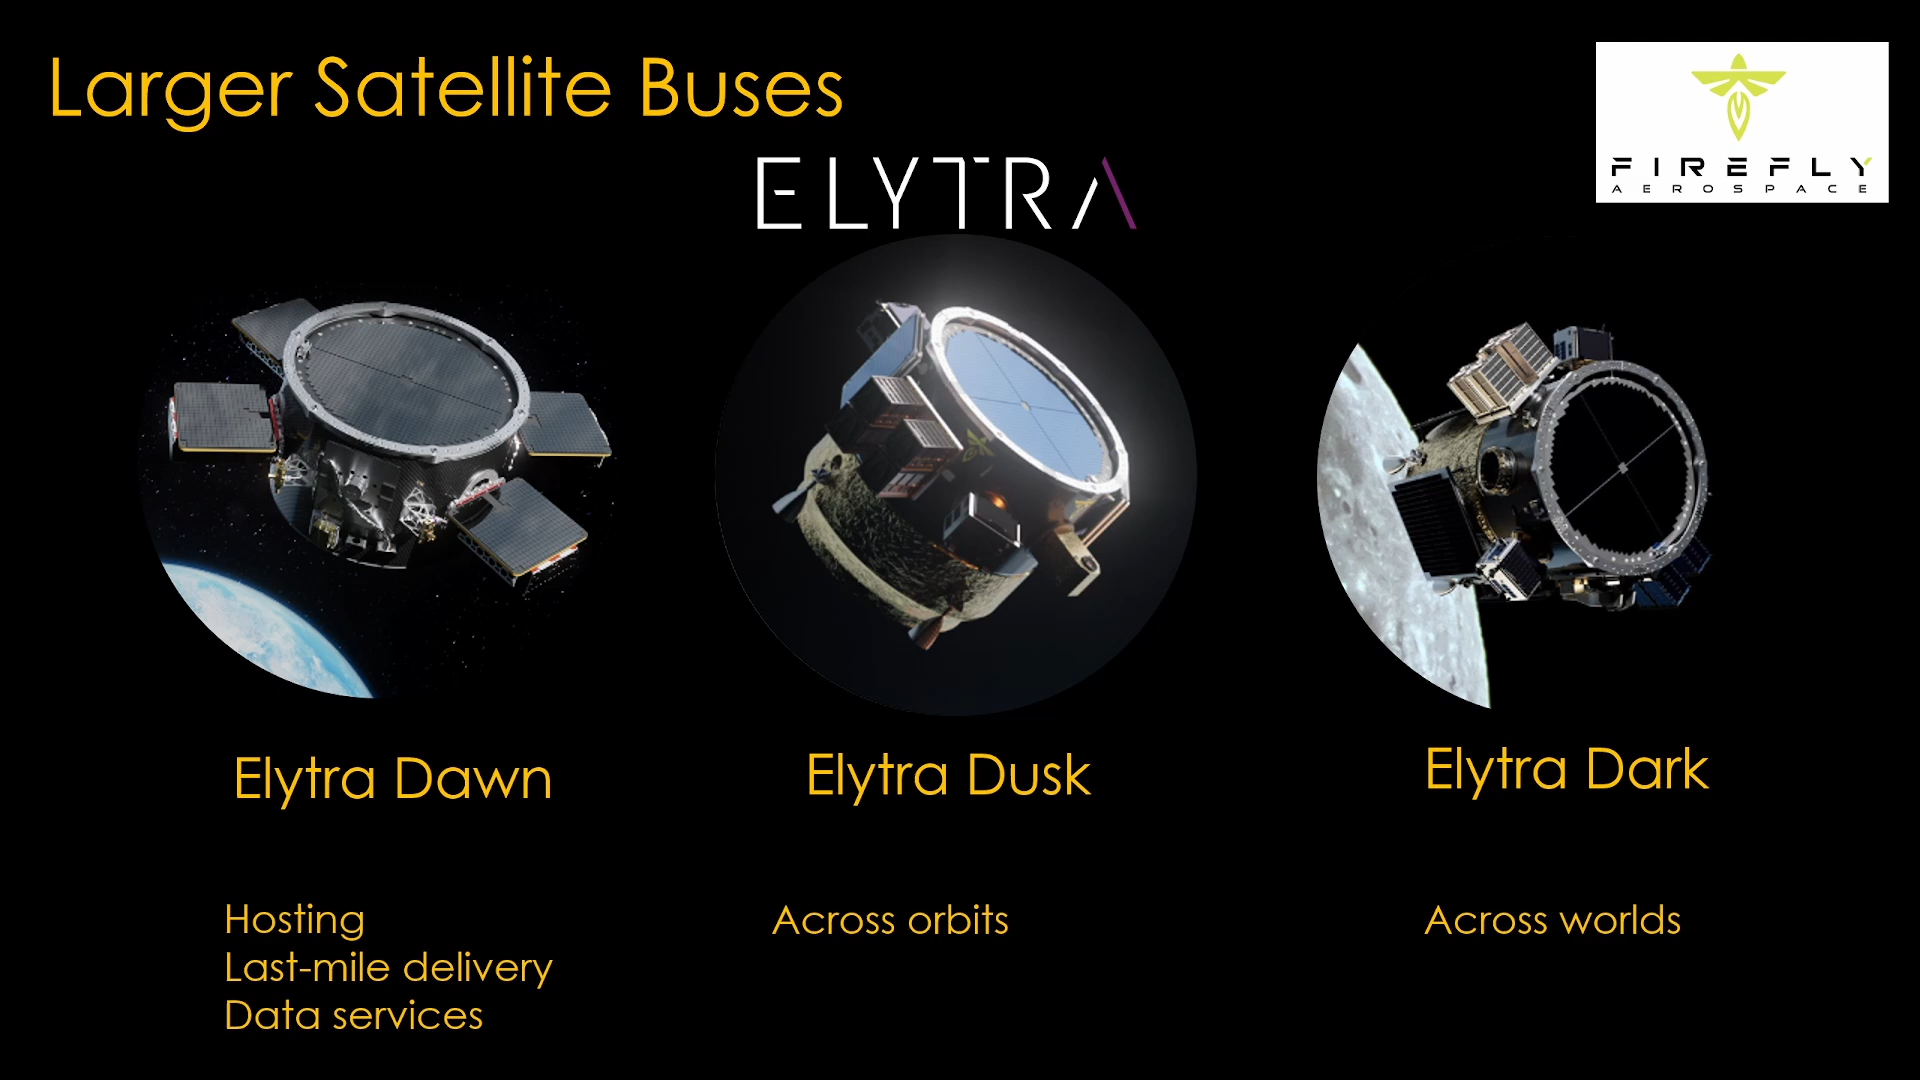 Larger Satellite Buses
FIREFLY
AEROSPACE
ELYTRA
Elytra Dawn
Elytra Dusk
Elytra Dark
Hosting
Last-mile delivery
Data services
Across orbits
Across worlds